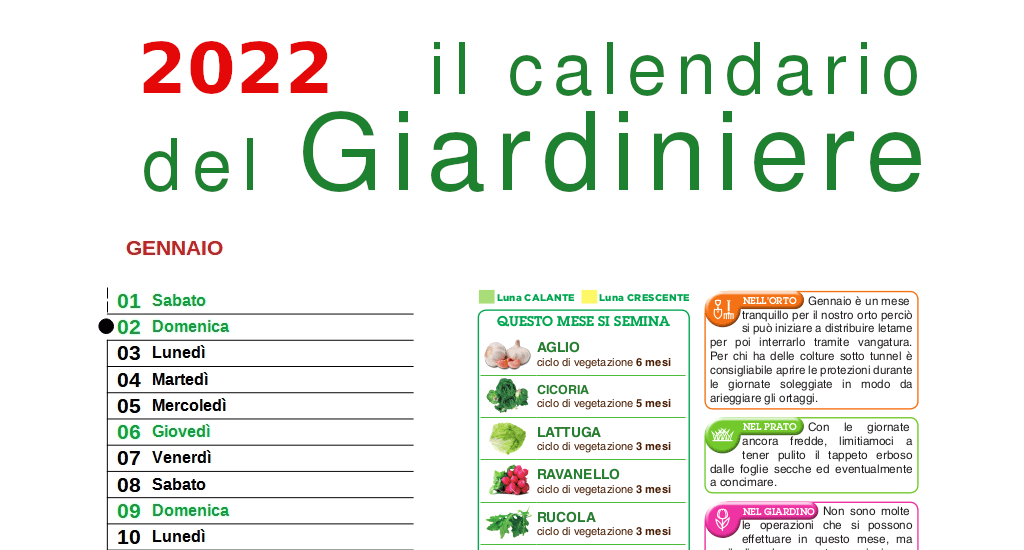 2022 il calendario
del Giardiniere
GENNAIO
01 Sabato
02 Domenica
03 Lunedì
04 Martedì
05 Mercoledì
06 Giovedì
07 Venerdì
08 Sabato
09 Domenica
10 Lunedì
Luna CALANTE Luna CRESCENTE
QUESTO MESE SI SEMINA
AGLIO
ciclo di vegetazione 6 mesi
CICORIA
ciclo di vegetazione 5 mesi
LATTUGA
ciclo di vegetazione 3 mesi
RAVANELLO
ciclo di vegetazione 3 mesi
RUCOLA
ciclo di vegetazione 3 mesi
NELL'ORTO Gennaio è un mese
tranquillo per il nostro orto perciò
si può iniziare a distribuire letame
per poi interrarlo tramite vangatura.
Per chi ha delle colture sotto tunnel è
consigliabile aprire le protezioni durante
le giornate soleggiate in modo da
arieggiare gli ortaggi.
NEL PRATO Con le giornate
ancora fredde, limitiamoci a
tener pulito il tappeto erboso
dalle foglie secche ed eventualmente
a concimare.
NEL GIARDINO Non sono molte
le operazioni che si possono
effettuare in questo mese, ma